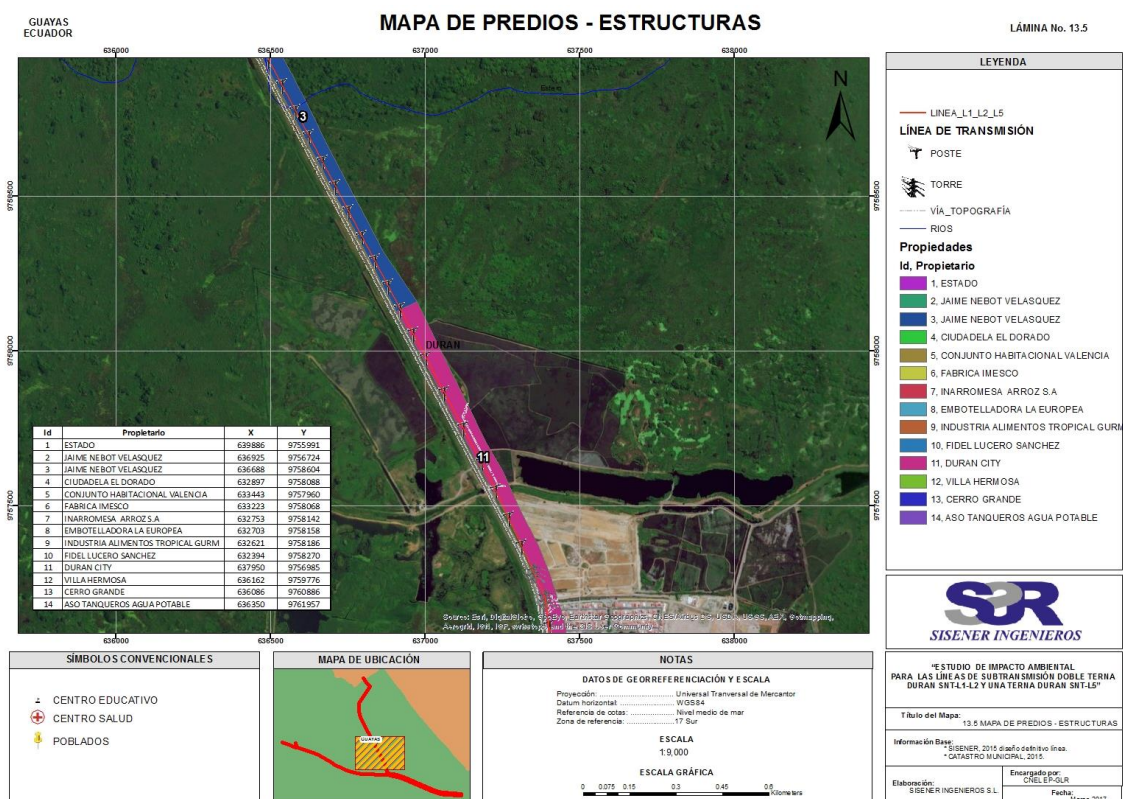 GUAYAS
ECUADOR
MAPA DE PREDIOS - ESTRUCTURAS
LÁMINA No. 13.5
636000 636500 637000 637500 638000
9758500 9758500
9758000 9758000
9757500 9757500
N
Estero
3
DURAN
11
Id Propietario X Y
1 ESTADO 639886 9755991
2 JAIME NEBOT VELASQUEZ 636925 9756724
3 JAIME NEBOT VELASQUEZ 636688 9758604
4 CIUDADELA EL DORADO 632897 9758088
5 CONJUNTO HABITACIONAL VALENCIA 633443 9757960
6 FABRICA IMESCO 633223 9758068
7 INARROMESA ARROZ S.A 632753 9758142
8 EMBOTELLADORA LA EUROPEA 632703 9758158
9 INDUSTRIA ALIMENTOS TROPICAL GURM 632621 9758186
10 FIDEL LUCERO SANCHEZ 632394 9758270
11 DURAN CITY 637950 9756985
12 VILLA HERMOSA 636162 9759776
13 CERRO GRANDE 636086 9760886
14 ASO TANQUEROS AGUA POTABLE 636350 9761957
636000 636500 637000 637500 638000
LEYENDA
LINEA_L1_L2_L5
LÍNEA DE TRANSMISIÓN
POSTE
TORRE
VÍA_TOPOGRAFÍA
RIOS
Propiedades
Id, Propietario
1, ESTADO
2, JAIME NEBOT VELASQUEZ
3, JAIME NEBOT VELASQUEZ
4, CIUDADELA EL DORADO
5, CONJUNTO HABITACIONAL VALENCIA
6, FABRICA IMESCO
7, INARROMESA ARROZ S.A
8, EMBOTELLADORA LA EUROPEA
9, INDUSTRIA ALIMENTOS TROPICAL GURM
10, FIDEL LUCERO SANCHEZ
11, DURAN CITY
12, VILLA HERMOSA
13, CERRO GRANDE
14, ASO TANQUEROS AGUA POTABLE
SISENER INGENIEROS
SÍMBOLOS CONVENCIONALES
CENTRO EDUCATIVO
CENTRO SALUD
POBLADOS
MAPA DE UBICACIÓN
GUAYAS
NOTAS
DATOS DE GEORREFERENCIACIÓN Y ESCALA
Proyección: Universal Tranversal de Mercantor
Datum horizontal: WGS84
Referencia de cotas: Nivel medio de mar
Zona de referencia: 17 Sur
ESCALA
1:9,000
ESCALA GRÁFICA
0 0.075 0.15 0.3 0.45 0.6
Kilometers
"ESTUDIO DE IMPACTO AMBIENTAL
PARA LAS LÍNEAS DE SUBTRANSMISIÓN DOBLE TERNA
DURAN SNT-L1-L2 Y UNA TERNA DURAN SNT-L5"
Título del Mapa:
13.5 MAPA DE PREDIOS - ESTRUCTURAS
Información Base:
* SISENER, 2015 diseño definitivo línea.
* CATASTRO MUNICIPAL, 2015.
Elaboración:
SISENER INGENIEROS S.L.
Encargado por:
CNEL EP-GLR
Fecha: